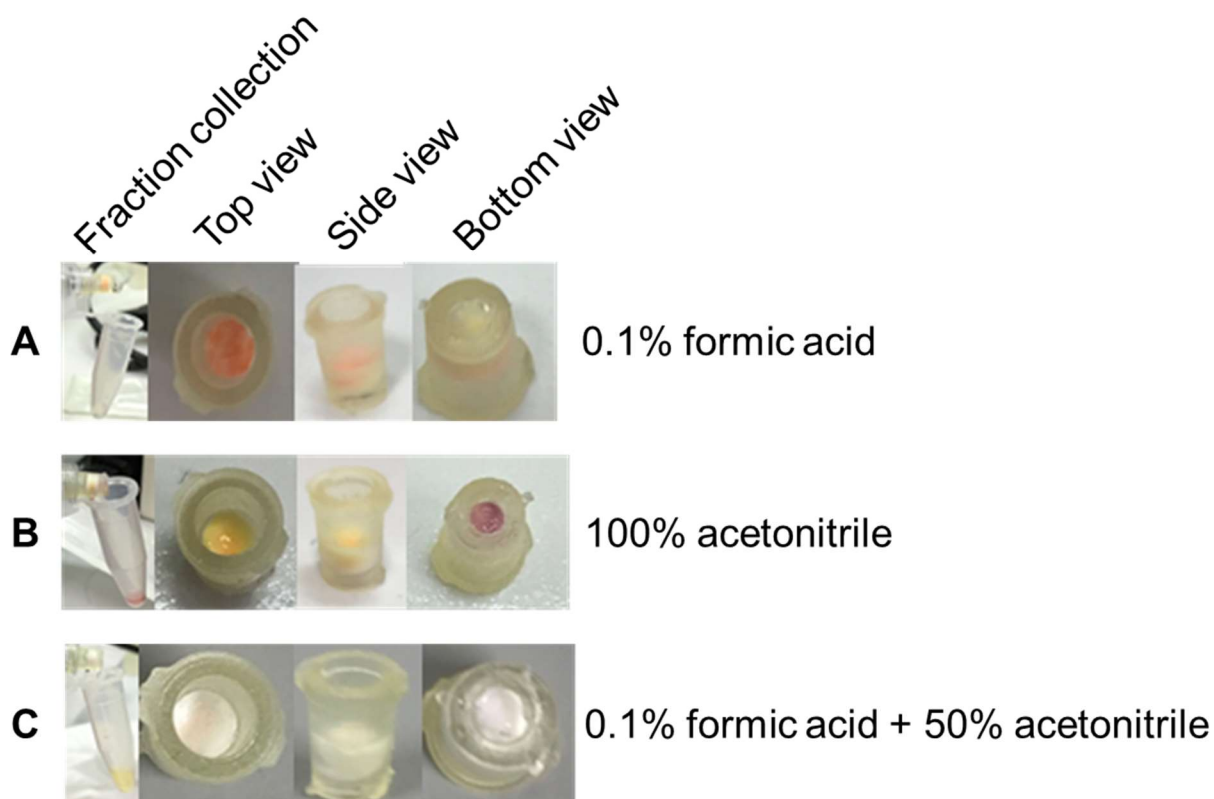 Fraction collection
Top view
Side view
Bottom view
A
0.1% formic acid
B
100% acetonitrile
C
0.1% formic acid + 50% acetonitrile